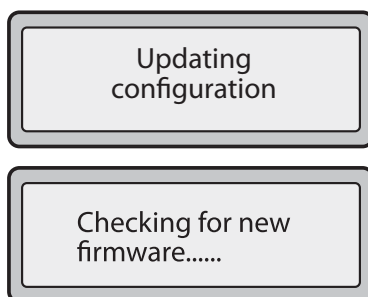 Updating
configuration
Checking for new
firmware......